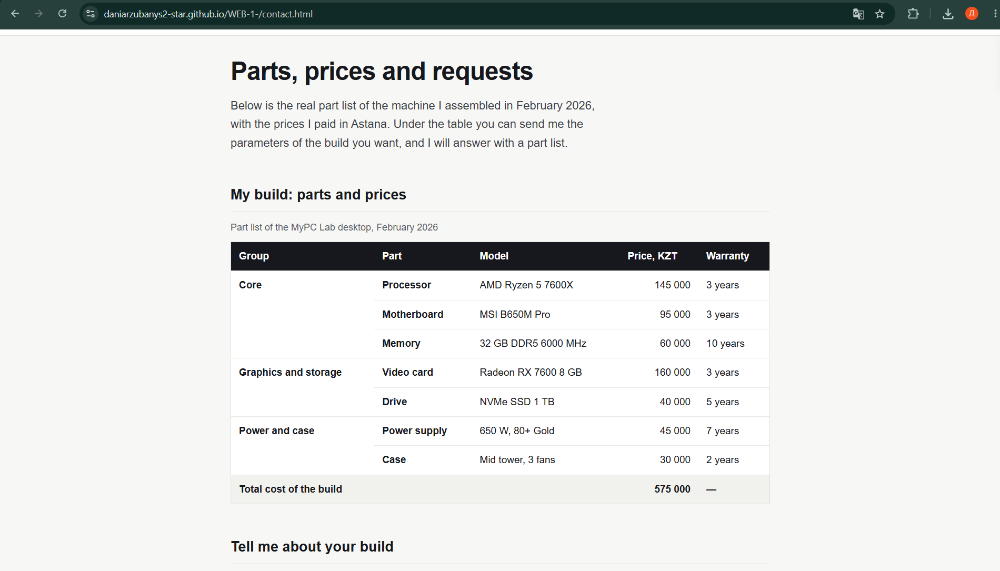 daniarzubanys2-star.github.io/WEB-1-/contact.html
Д
Parts, prices and requests
Below is the real part list of the machine I assembled in February 2026,
with the prices I paid in Astana. Under the table you can send me the
parameters of the build you want, and I will answer with a part list.
My build: parts and prices
Part list of the MyPC Lab desktop, February 2026
Group Part Model Price, KZT Warranty
Core Processor AMD Ryzen 5 7600X 145 000 3 years
Motherboard MSI B650M Pro 95 000 3 years
Memory 32 GB DDR5 6000 MHz 60 000 10 years
Graphics and storage Video card Radeon RX 7600 8 GB 160 000 3 years
Drive NVMe SSD 1 TB 40 000 5 years
Power and case Power supply 650 W, 80+ Gold 45 000 7 years
Case Mid tower, 3 fans 30 000 2 years
Total cost of the build 575 000 —
Tell me about your build